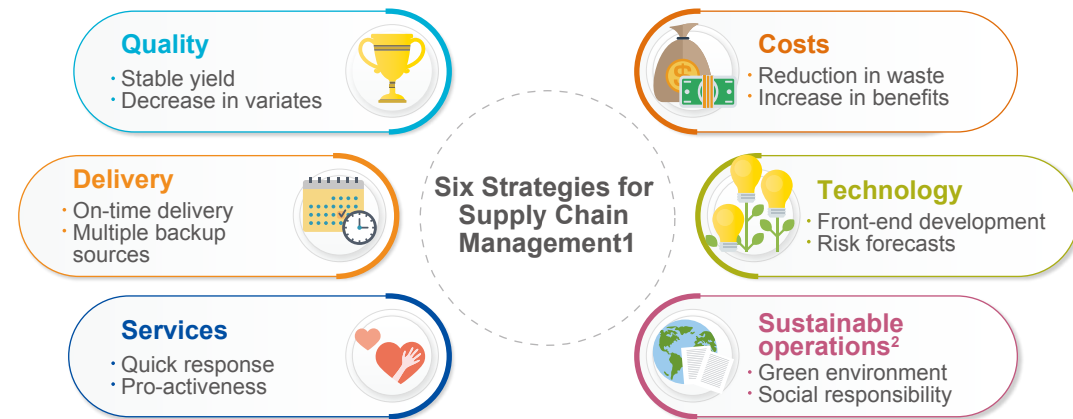 Quality
· Stable yield
· Decrease in variates
Delivery
· On-time delivery
· Multiple backup
sources
Services
· Quick response
· Pro-activeness
Six Strategies for
Supply Chain
Management1
Costs
· Reduction in waste
· Increase in benefits
Technology
· Front-end development
· Risk forecasts
Sustainable
operations²
· Green environment
· Social responsibility